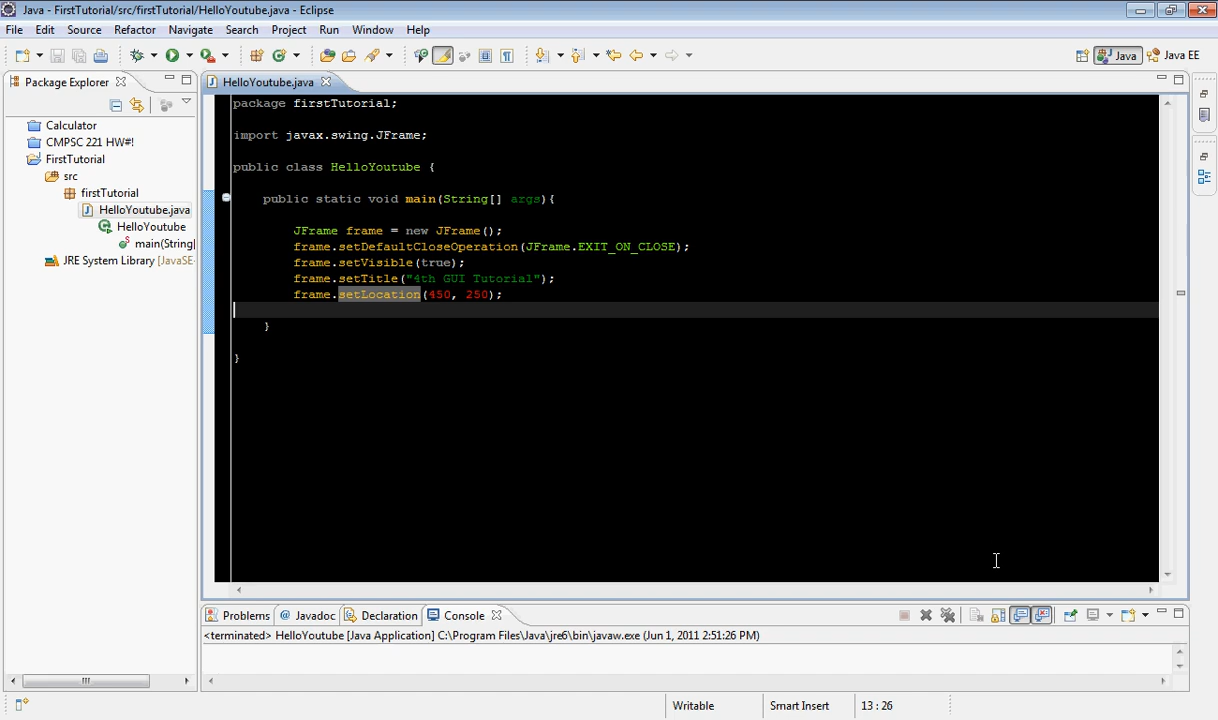 Java - FirstTutorial/src/firstTutorial/HelloYoutube.java - Eclipse
File Edit Source Refactor Navigate Search Project Run Window Help
Java Java EE
Package Explorer
HelloYoutube.java
Calculator
CMPSC 221 HW#!
FirstTutorial
src
firstTutorial
HelloYoutube.java
HelloYoutube
main(String[
JRE System Library [JavaSE-
package firstTutorial;
import javax.swing.JFrame;
public class HelloYoutube {
public static void main(String[] args){
JFrame frame = new JFrame();
frame.setDefaultCloseOperation(JFrame.EXIT_ON_CLOSE);
frame.setVisible(true);
frame.setTitle("4th GUI Tutorial");
frame.setLocation(450, 250);
}
}
Problems @ Javadoc Declaration Console
<terminated> HelloYoutube [Java Application] C:\Program Files\Java\jre6\bin\javaw.exe (Jun 1, 2011 2:51:26 PM)
Writable Smart Insert 13 : 26